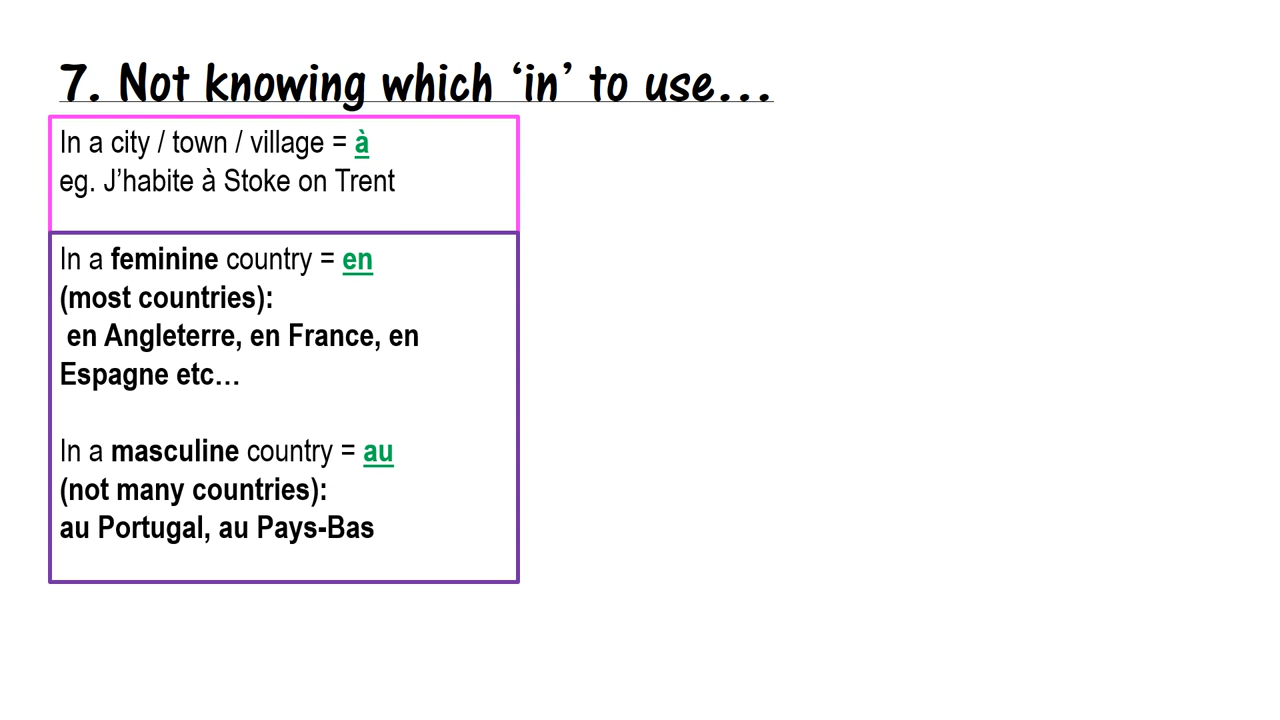 7. Not knowing which ‘in’ to use...
In a city / town / village = à
eg. J’habite à Stoke on Trent
In a feminine country = en
(most countries):
en Angleterre, en France, en
Espagne etc…
In a masculine country = au
(not many countries):
au Portugal, au Pays-Bas